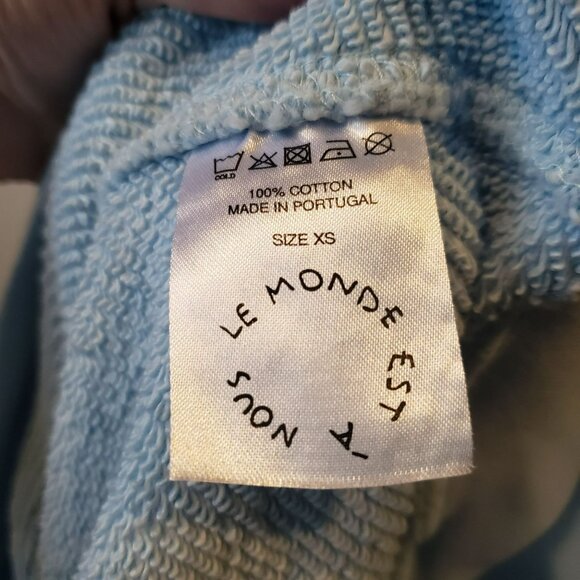 COLD
100% COTTON
MADE IN PORTUGAL
SIZE XS
LE MONDE EST À NOUS